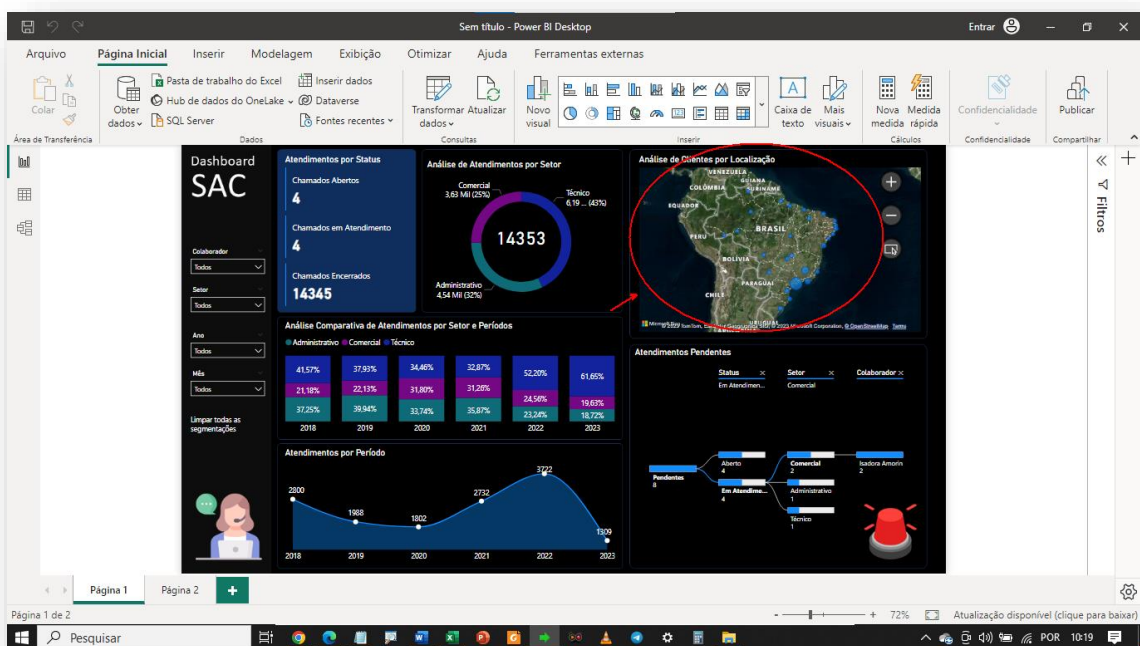 Sem título - Power BI Desktop
Entrar
Arquivo
Página Inicial
Inserir
Modelagem
Exibição
Otimizar
Ajuda
Ferramentas externas
Colar
Obter dados
Pasta de trabalho do Excel
Hub de dados do OneLake
SQL Server
Inserir dados
Dataverse
Fontes recentes
Transformar dados
Atualizar
Novo visual
Caixa de texto
Mais visuais
Nova medida
Medida rápida
Confidencialidade
Publicar
Área de Transferência
Dados
Consultas
Inserir
Cálculos
Confidencialidade
Compartilhar
Filtros
Dashboard
SAC
Colaborador
Todos
Setor
Todos
Ano
Todos
Mês
Todos
Limpar todas as
segmentações
Atendimentos por Status
Chamados Abertos
4
Chamados em Atendimento
4
Chamados Encerrados
14345
Análise de Atendimentos por Setor
Comercial
3,63 Mil (25%)
Técnico
6,19 ... (43%)
14353
Administrativo
4,54 Mil (32%)
Análise de Clientes por Localização
VENEZUELA
GUIANA
COLÔMBIA
SURINAME
EQUADOR
PERU
BRASIL
BOLÍVIA
PARAGUAI
CHILE
URUGUAI
© OpenStreetMap Terms
Análise Comparativa de Atendimentos por Setor e Períodos
Administrativo Comercial Técnico
41,57% 37,93% 34,46% 32,87% 52,20% 61,65%
21,18% 22,13% 31,80% 31,26% 24,56% 19,63%
37,25% 39,94% 33,74% 35,87% 23,24% 18,72%
2018 2019 2020 2021 2022 2023
Atendimentos por Período
2800 1988 1802 2732 3722 1309
2018 2019 2020 2021 2022 2023
Atendimentos Pendentes
Status × Setor × Colaborador ×
Em Atendimen... Comercial
Pendentes
8
Aberto
4
Em Atendime...
4
Comercial
2
Administrativo
1
Técnico
1
Isadora Amorin
2
Página 1
Página 2
Página 1 de 2
72%
Atualização disponível (clique para baixar)
Pesquisar
POR
10:19